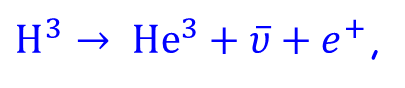 H³ → He³ + ῡ + e⁺,